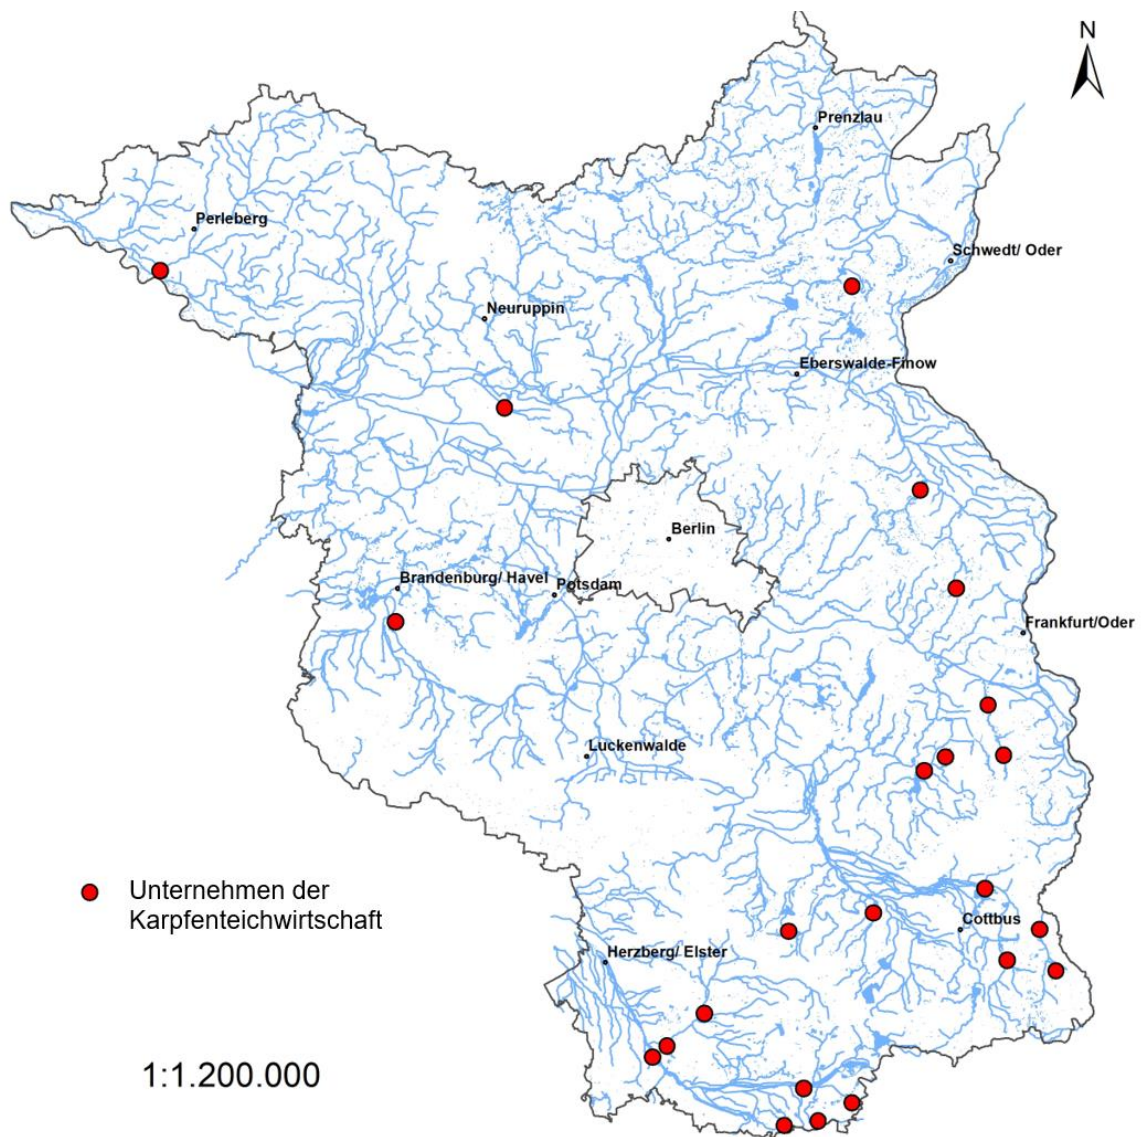 N
Prenzlau
Perleberg
Schwedt/ Oder
Neuruppin
Eberswalde-Finow
Berlin
Brandenburg/ Havel
Potsdam
Frankfurt/Oder
Luckenwalde
Unternehmen der
Karpfenteichwirtschaft
Cottbus
Herzberg/ Elster
1:1.200.000